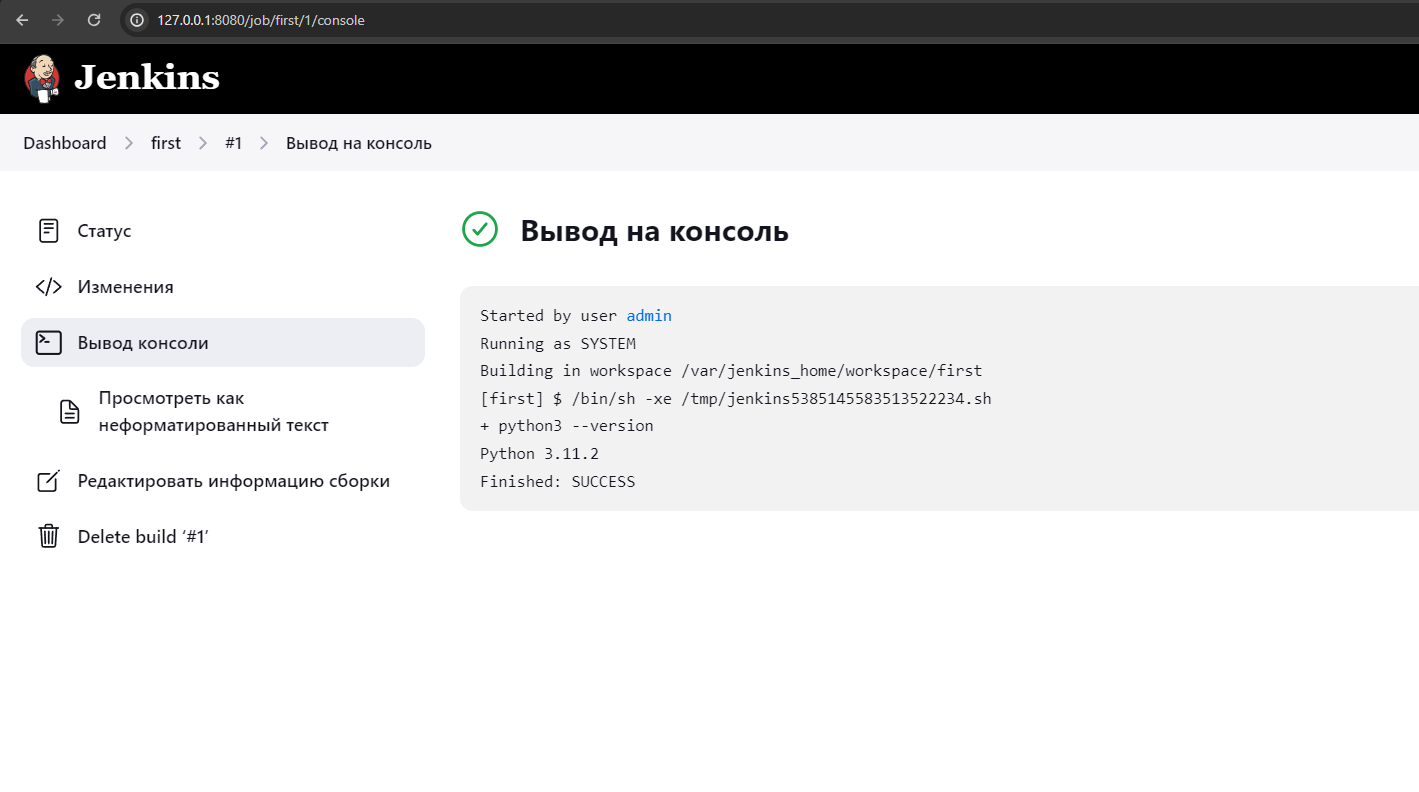 127.0.0.1:8080/job/first/1/console
Jenkins
Dashboard first #1 Вывод на консоль
Статус
Изменения
Вывод консоли
Просмотреть как
неформатированный текст
Редактировать информацию сборки
Delete build ‘#1’
Вывод на консоль
Started by user admin
Running as SYSTEM
Building in workspace /var/jenkins_home/workspace/first
[first] $ /bin/sh -xe /tmp/jenkins5385145583513522234.sh
+ python3 --version
Python 3.11.2
Finished: SUCCESS